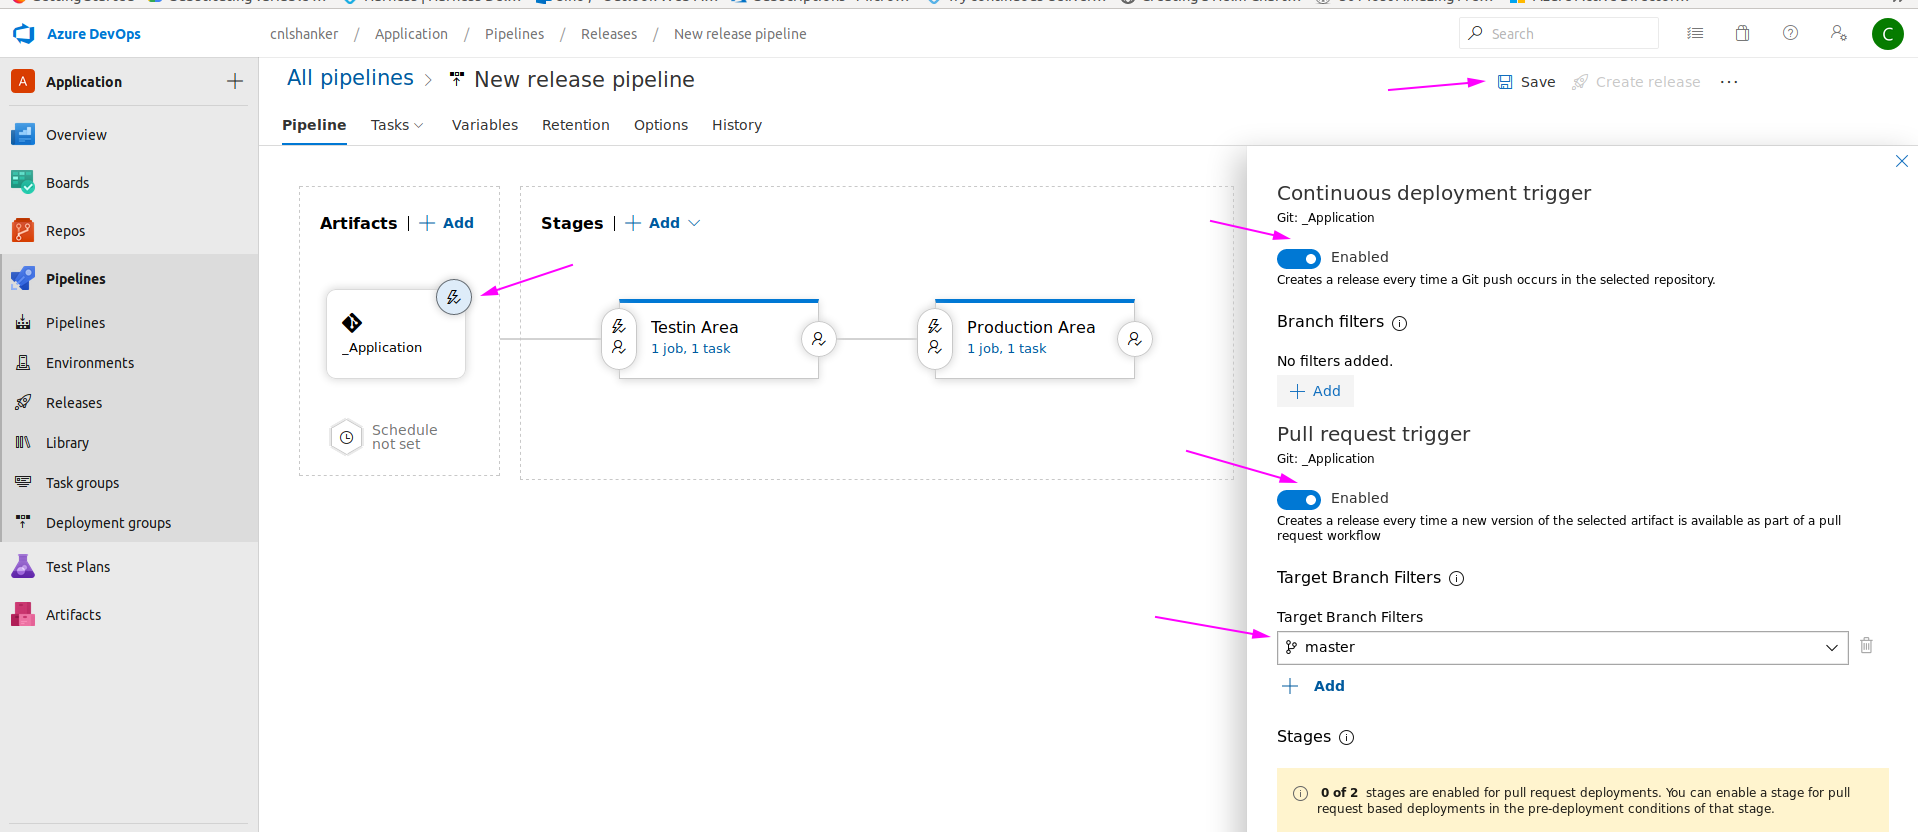 Azure DevOps
cnlshanker / Application / Pipelines / Releases / New release pipeline
Search
C
A Application
Overview
Boards
Repos
Pipelines
Pipelines
Environments
Releases
Library
Task groups
Deployment groups
Test Plans
Artifacts
All pipelines > New release pipeline
Save
Create release
...
Pipeline
Tasks
Variables
Retention
Options
History
Artifacts | + Add
_Application
Schedule
not set
Stages | + Add
Testin Area
1 job, 1 task
Production Area
1 job, 1 task
Continuous deployment trigger
Git: _Application
Enabled
Creates a release every time a Git push occurs in the selected repository.
Branch filters
No filters added.
+ Add
Pull request trigger
Git: _Application
Enabled
Creates a release every time a new version of the selected artifact is available as part of a pull
request workflow
Target Branch Filters
Target Branch Filters
master
+ Add
Stages
0 of 2 stages are enabled for pull request deployments. You can enable a stage for pull
request based deployments in the pre-deployment conditions of that stage.